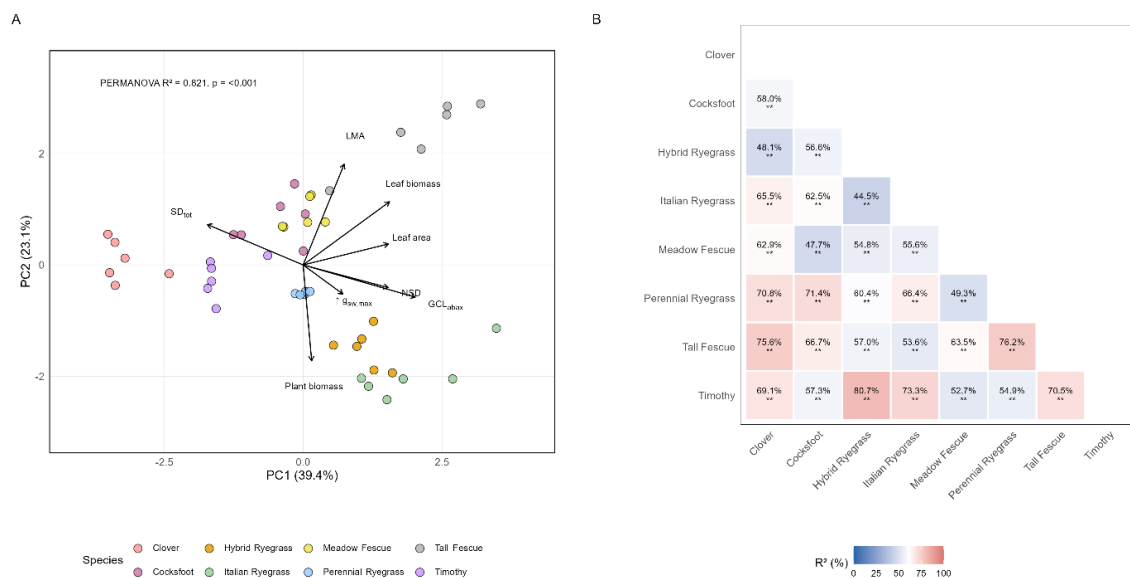 A
PERMANOVA R² = 0.821, p = <0.001
LMA
Leaf biomass
SDtot
Leaf area
NSD
gsw, max
GCLabax
Plant biomass
2
0
-2
PC2 (23.1%)
-2.5
0.0
2.5
PC1 (39.4%)
Species
Clover
Hybrid Ryegrass
Meadow Fescue
Tall Fescue
Cocksfoot
Italian Ryegrass
Perennial Ryegrass
Timothy
B
Clover
Cocksfoot
58.0%
**
Hybrid Ryegrass
48.1% 56.6%
** **
Italian Ryegrass
65.5% 62.5% 44.5%
** ** **
Meadow Fescue
62.9% 47.7% 54.8% 55.6%
** ** ** **
Perennial Ryegrass
70.8% 71.4% 60.4% 66.4% 49.3%
** ** ** ** **
Tall Fescue
75.6% 66.7% 57.0% 53.6% 63.5% 76.2%
** ** ** ** ** **
Timothy
69.1% 57.3% 80.7% 73.3% 52.7% 54.9% 70.5%
** ** ** ** ** ** **
Clover
Cocksfoot
Hybrid Ryegrass
Italian Ryegrass
Meadow Fescue
Perennial Ryegrass
Tall Fescue
Timothy
R² (%)
0 25 50 75 100